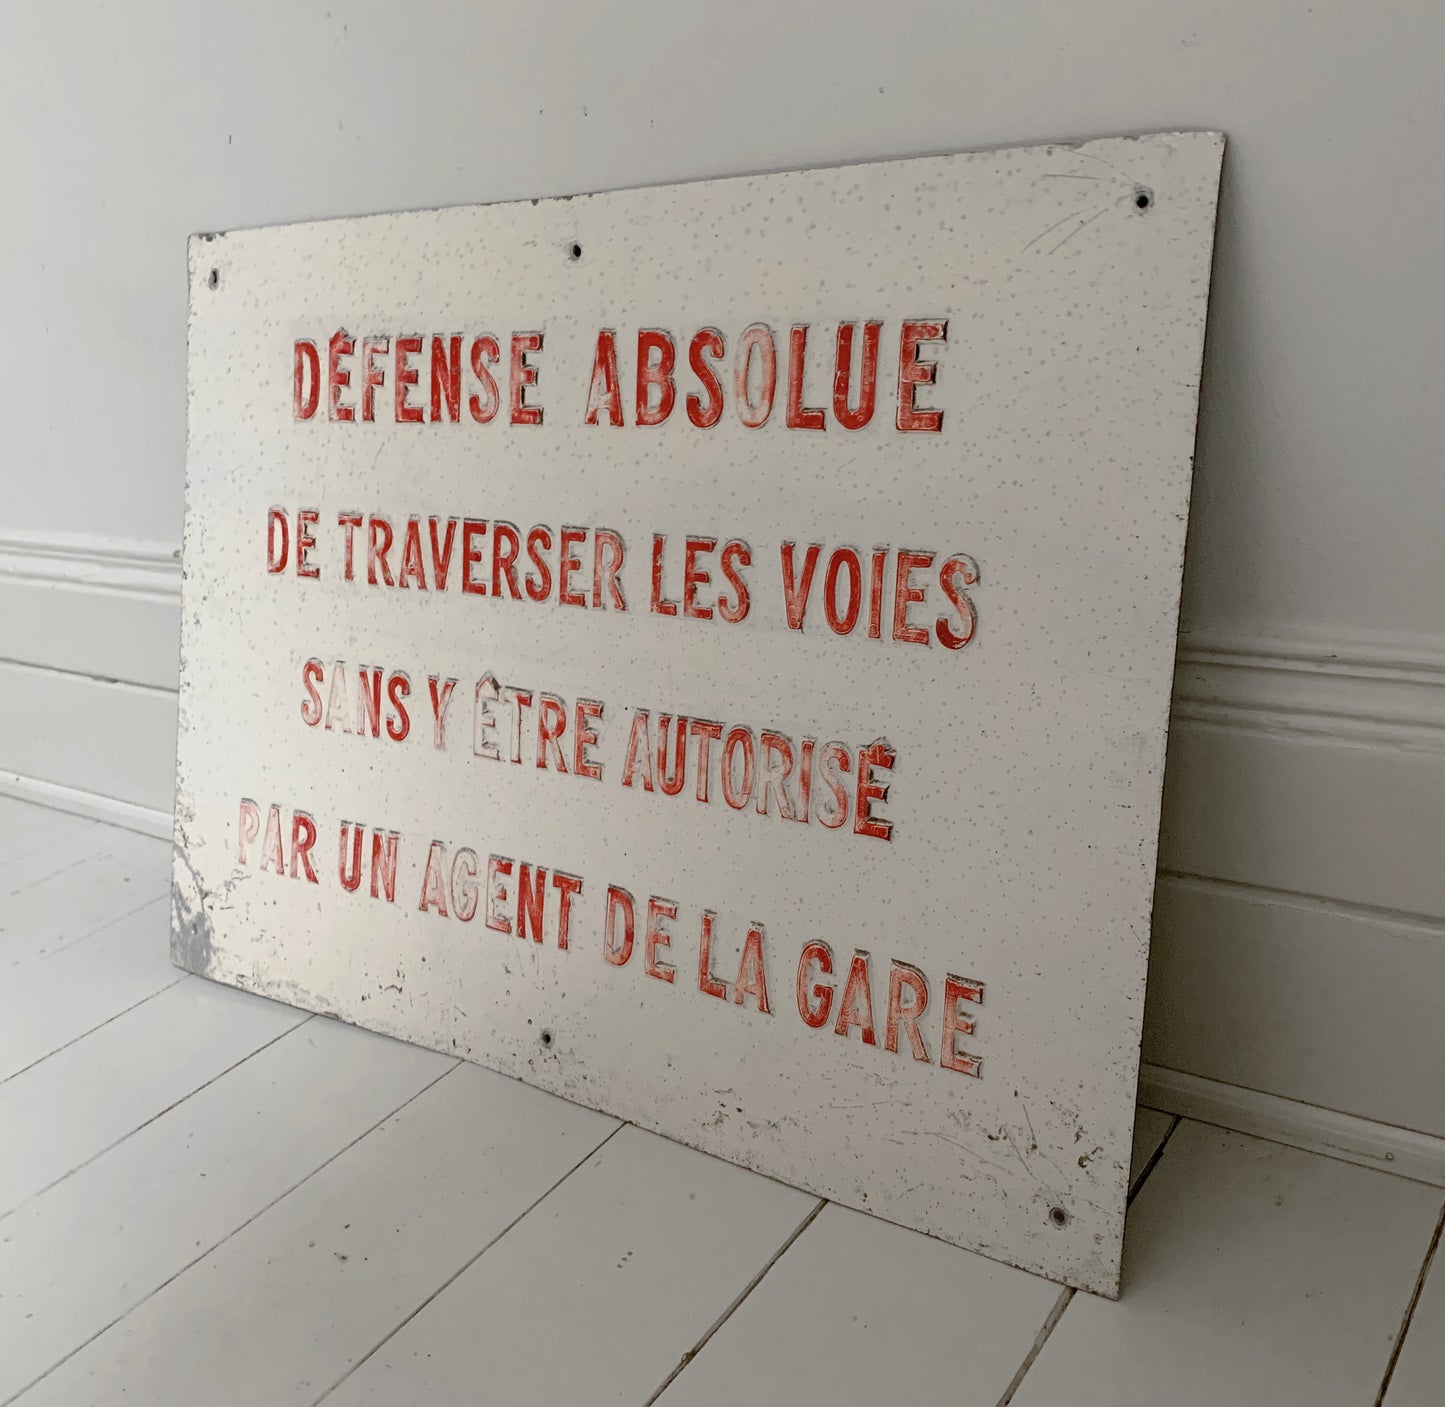 DÉFENSE ABSOLUE
DE TRAVERSER LES VOIES
SANS Y ÊTRE AUTORISÉ
PAR UN AGENT DE LA GARE